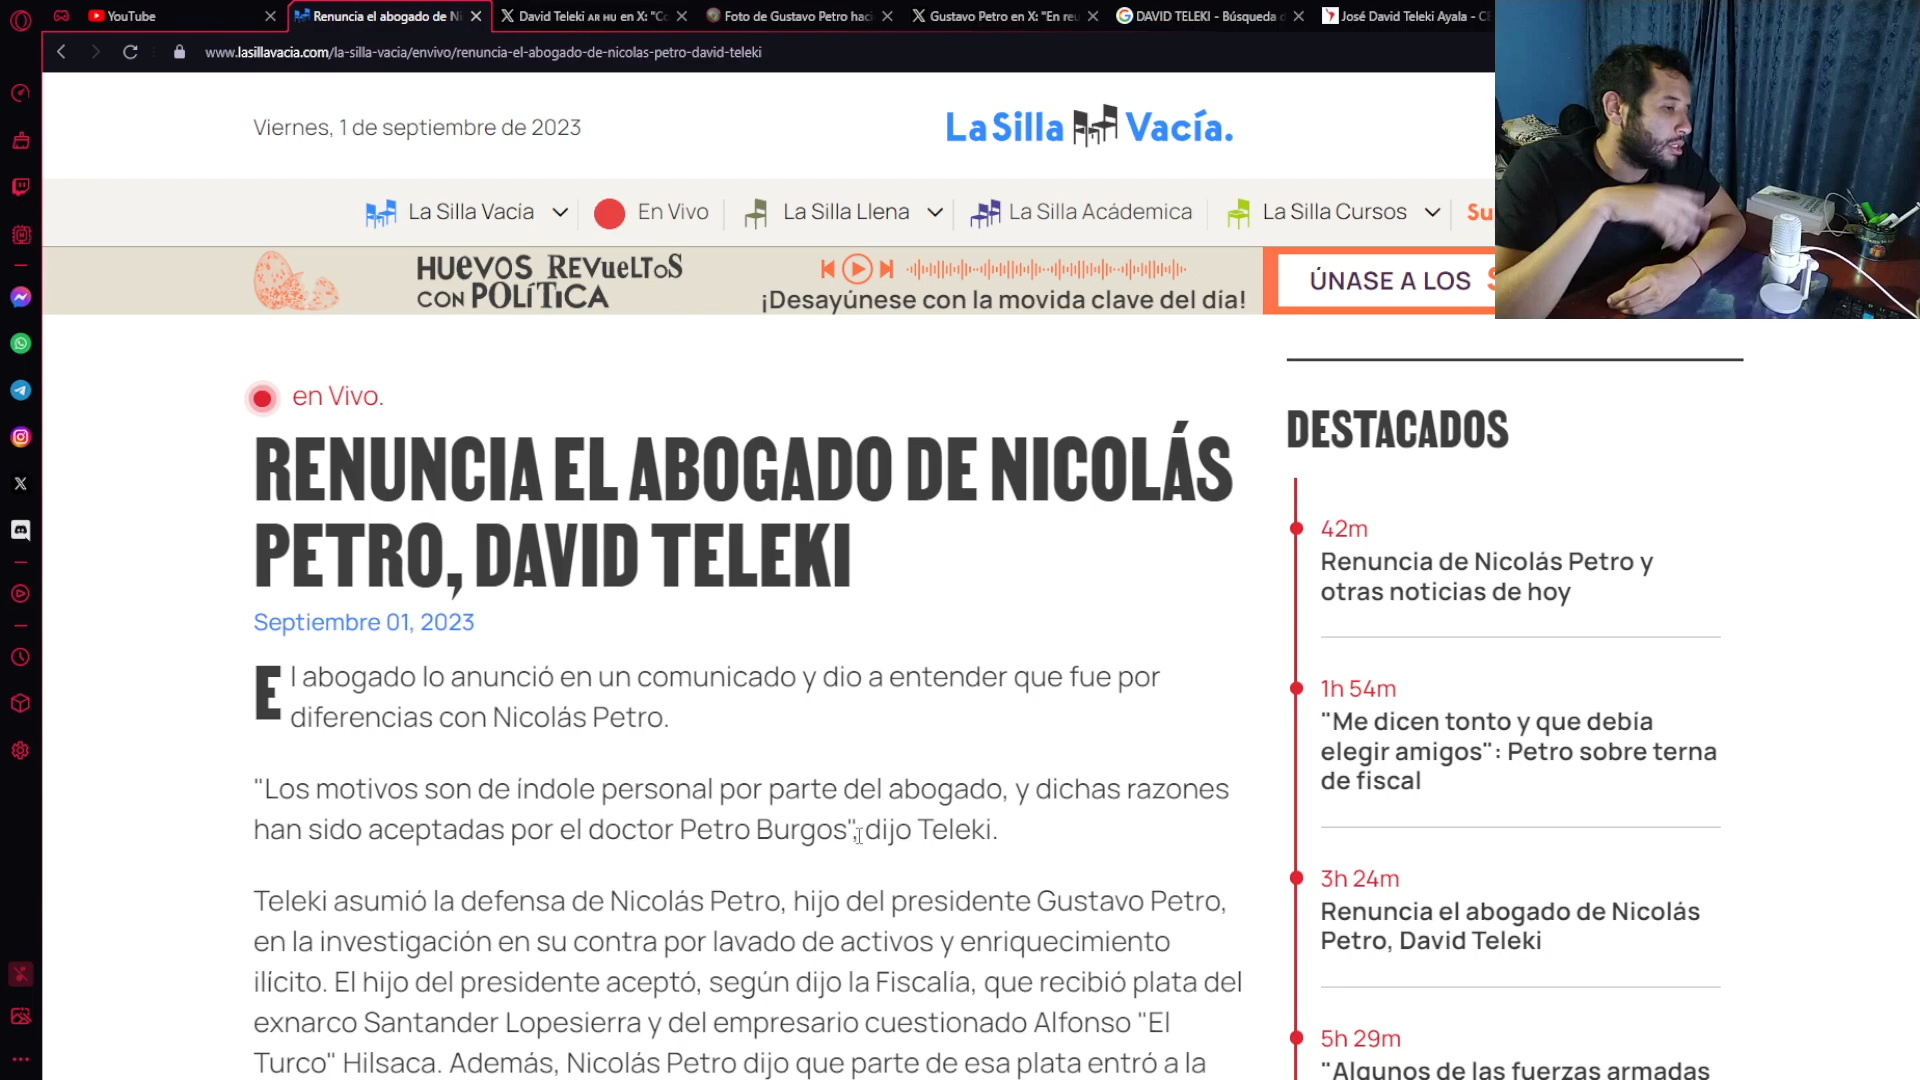 YouTube
Renuncia el abogado de Ni
David Teleki AR HU en X: "Co
Foto de Gustavo Petro haci
Gustavo Petro en X: "En reu
DAVID TELEKI - Búsqueda d
José David Teleki Ayala - CE
www.lasillavacia.com/la-silla-vacia/envivo/renuncia-el-abogado-de-nicolas-petro-david-teleki
Viernes, 1 de septiembre de 2023
La Silla Vacía.
La Silla Vacía
En Vivo
La Silla Llena
La Silla Académica
La Silla Cursos
Su
HUEVOS REVUELTOS
CON POLÍTICA
¡Desayúnese con la movida clave del día!
ÚNASE A LOS S
en Vivo.
RENUNCIA EL ABOGADO DE NICOLÁS
PETRO, DAVID TELEKI
Septiembre 01, 2023
El abogado lo anunció en un comunicado y dio a entender que fue por
diferencias con Nicolás Petro.
"Los motivos son de índole personal por parte del abogado, y dichas razones
han sido aceptadas por el doctor Petro Burgos", dijo Teleki.
Teleki asumió la defensa de Nicolás Petro, hijo del presidente Gustavo Petro,
en la investigación en su contra por lavado de activos y enriquecimiento
ilícito. El hijo del presidente aceptó, según dijo la Fiscalía, que recibió plata del
exnarco Santander Lopesierra y del empresario cuestionado Alfonso "El
Turco" Hilsaca. Además, Nicolás Petro dijo que parte de esa plata entró a la
DESTACADOS
42m
Renuncia de Nicolás Petro y
otras noticias de hoy
1h 54m
"Me dicen tonto y que debía
elegir amigos": Petro sobre terna
de fiscal
3h 24m
Renuncia el abogado de Nicolás
Petro, David Teleki
5h 29m
"Algunos de las fuerzas armadas